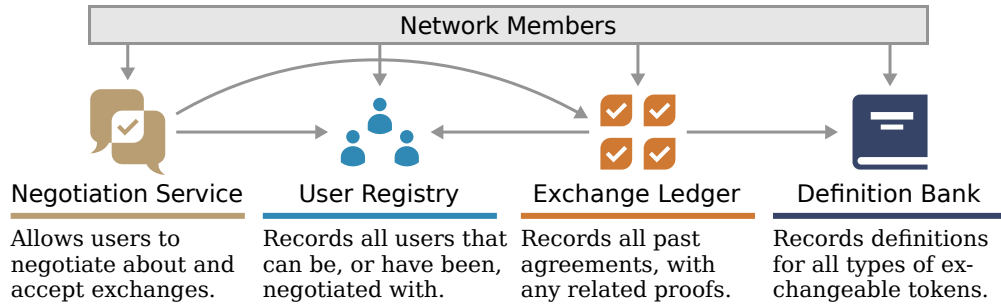 Network Members
Negotiation Service
Allows users to
negotiate about and
accept exchanges.
User Registry
Records all users that
can be, or have been,
negotiated with.
Exchange Ledger
Records all past
agreements, with
any related proofs.
Definition Bank
Records definitions
for all types of ex-
changeable tokens.